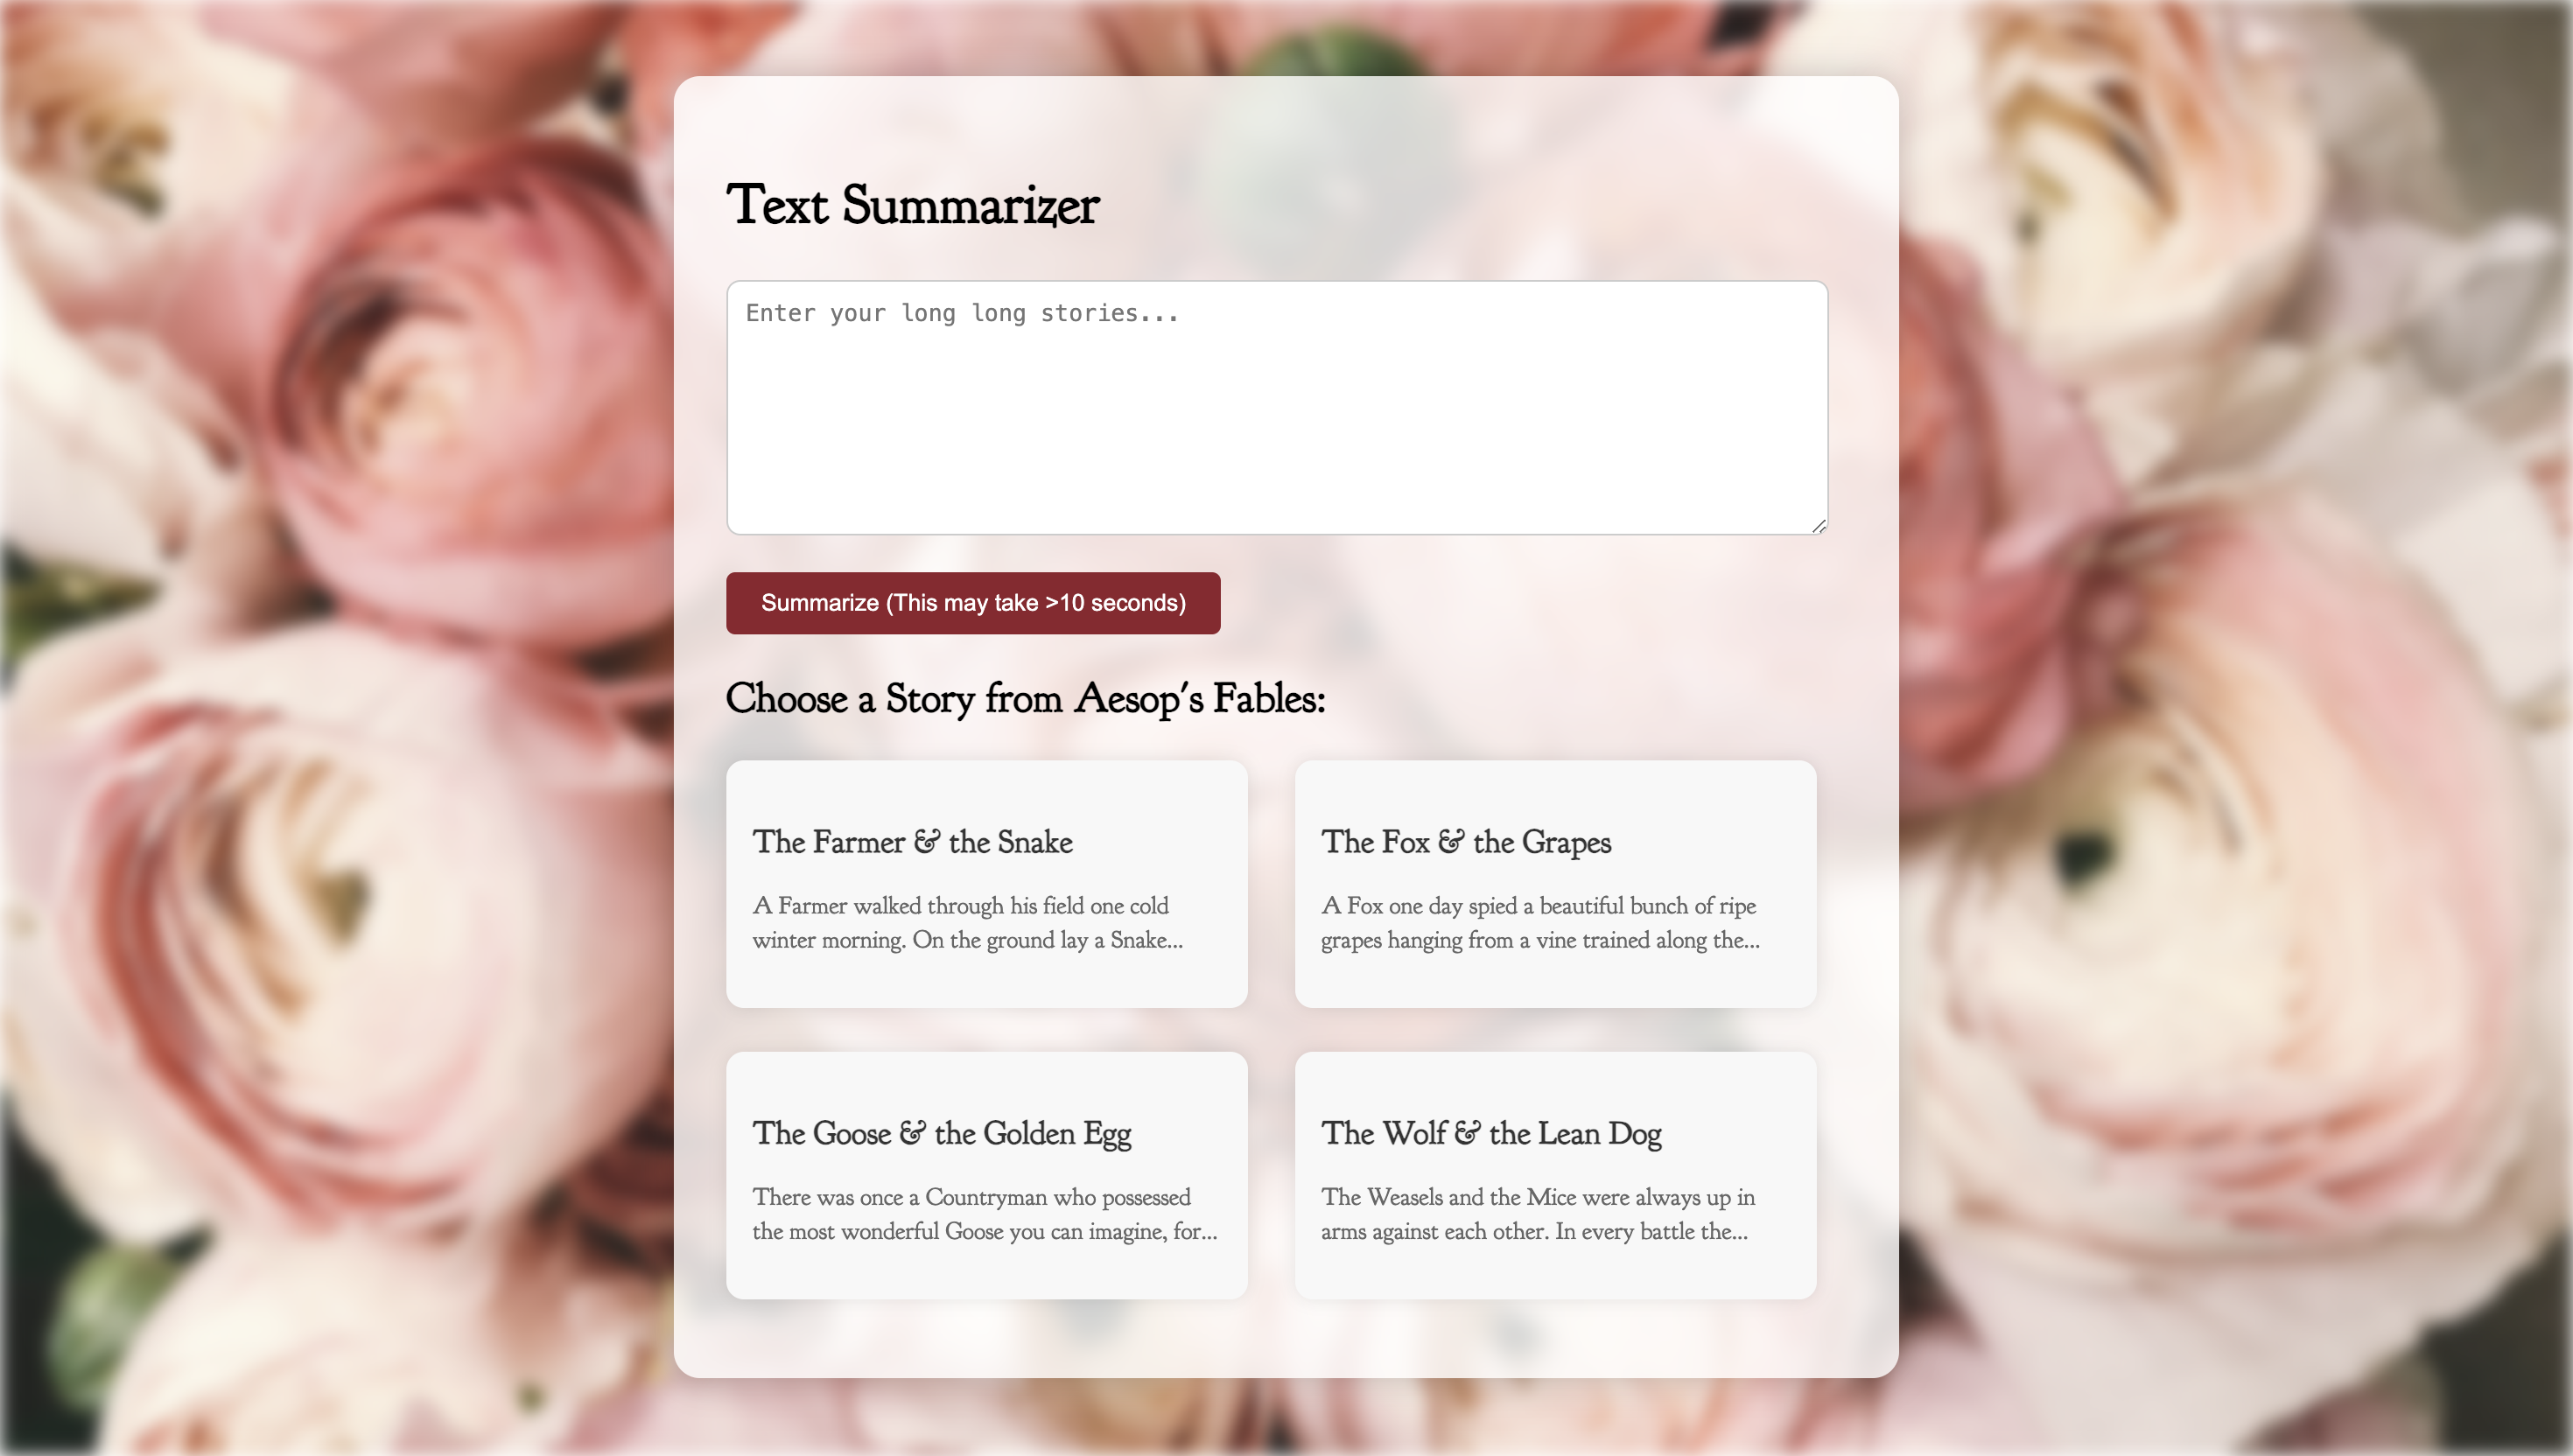 Text Summarizer
Enter your long long stories...
Summarize (This may take >10 seconds)
Choose a Story from Aesop's Fables:
The Farmer & the Snake
A Farmer walked through his field one cold
winter morning. On the ground lay a Snake...
The Fox & the Grapes
A Fox one day spied a beautiful bunch of ripe
grapes hanging from a vine trained along the...
The Goose & the Golden Egg
There was once a Countryman who possessed
the most wonderful Goose you can imagine, for...
The Wolf & the Lean Dog
The Weasels and the Mice were always up in
arms against each other. In every battle the...